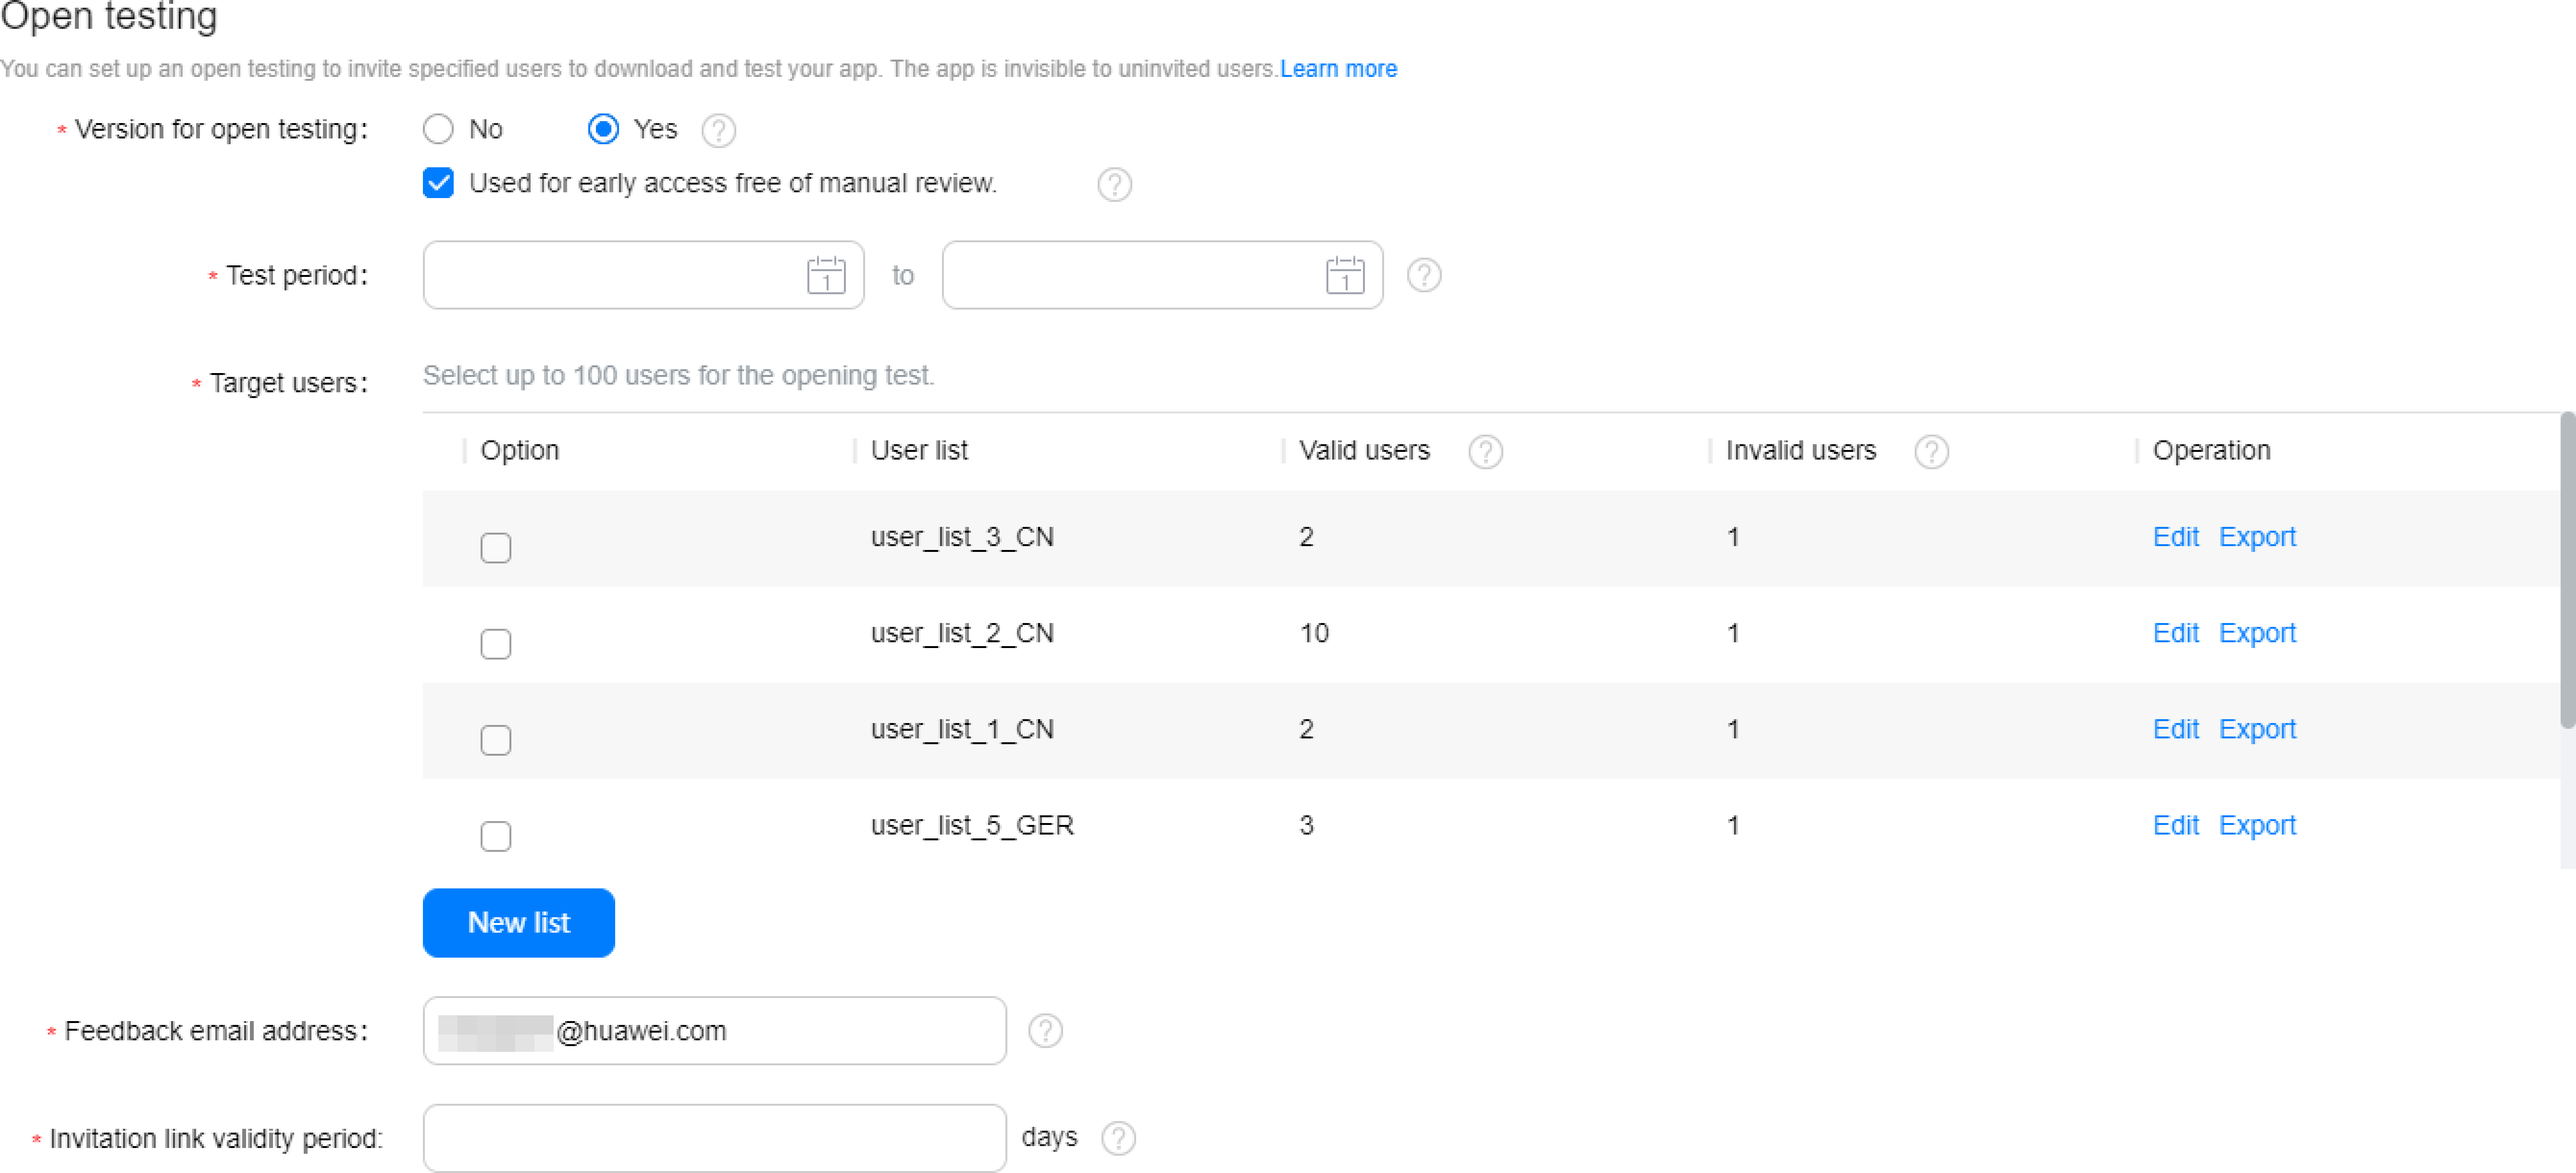 Open testing
You can set up an open testing to invite specified users to download and test your app. The app is invisible to uninvited users.Learn more
* Version for open testing: No Yes ?
Used for early access free of manual review. ?
* Test period: 1 to 1 ?
* Target users: Select up to 100 users for the opening test.
Option User list Valid users ? Invalid users ? Operation
user_list_3_CN 2 1 Edit Export
user_list_2_CN 10 1 Edit Export
user_list_1_CN 2 1 Edit Export
user_list_5_GER 3 1 Edit Export
New list
* Feedback email address: @huawei.com ?
* Invitation link validity period: days ?